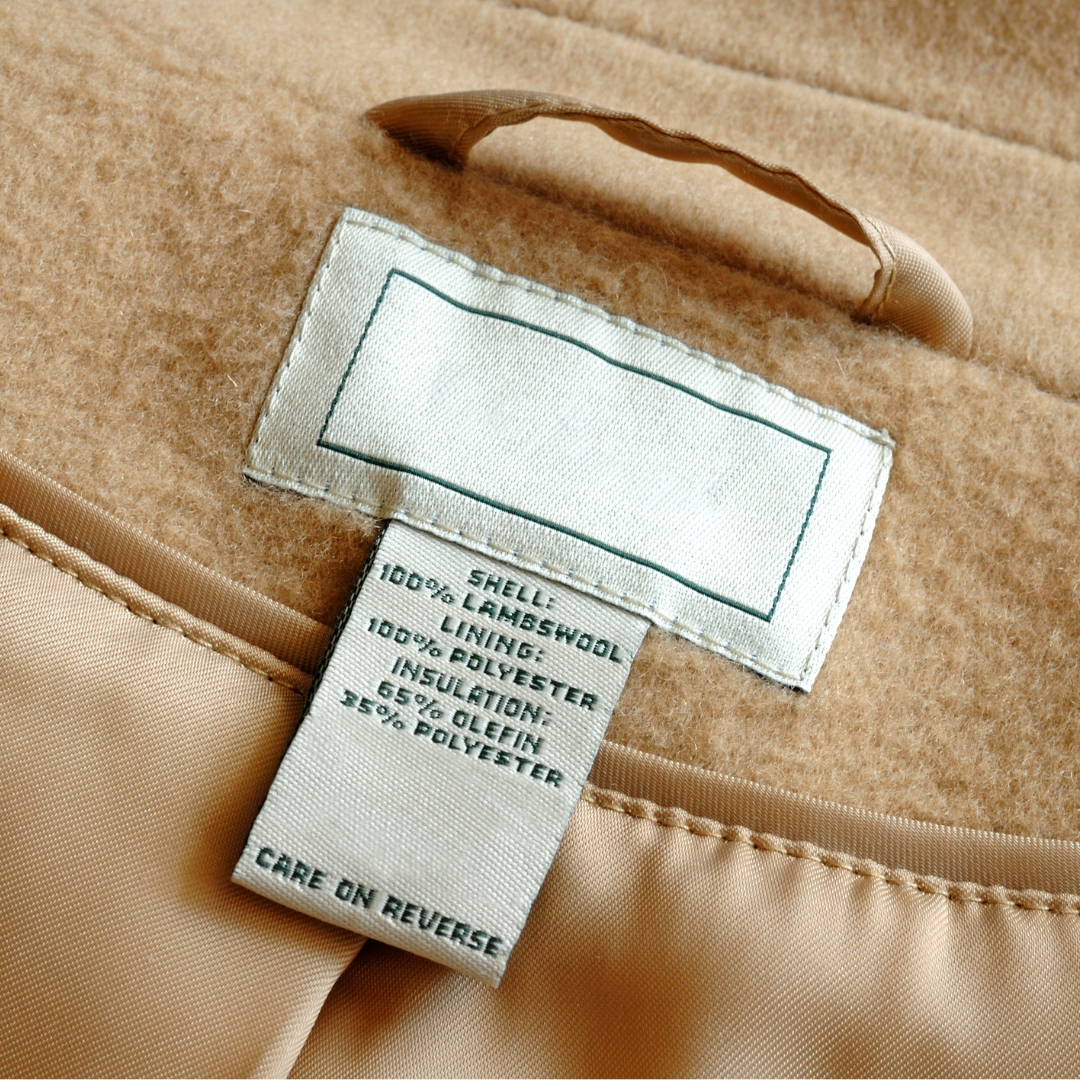 SHELL:
100% LAMBSWOOL
LINING:
100% POLYESTER
INSULATION:
65% OLEFIN
35% POLYESTER
CARE ON REVERSE